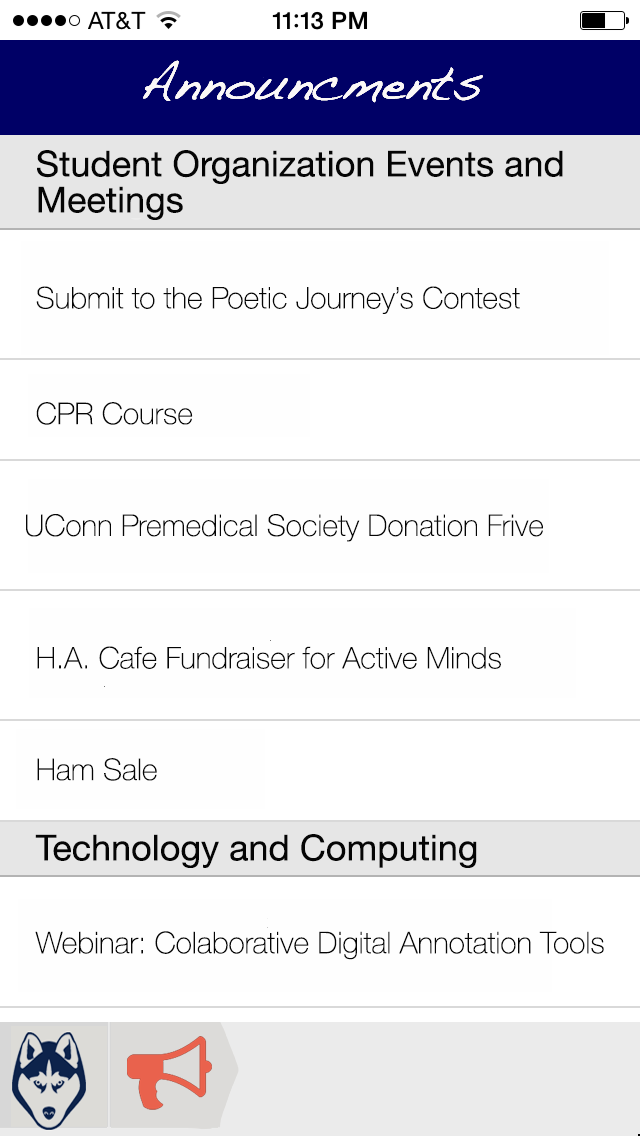 AT&T 11:13 PM
Announcments
Student Organization Events and
Meetings
Submit to the Poetic Journey's Contest
CPR Course
UConn Premedical Society Donation Frive
H.A. Cafe Fundraiser for Active Minds
Ham Sale
Technology and Computing
Webinar: Colaborative Digital Annotation Tools